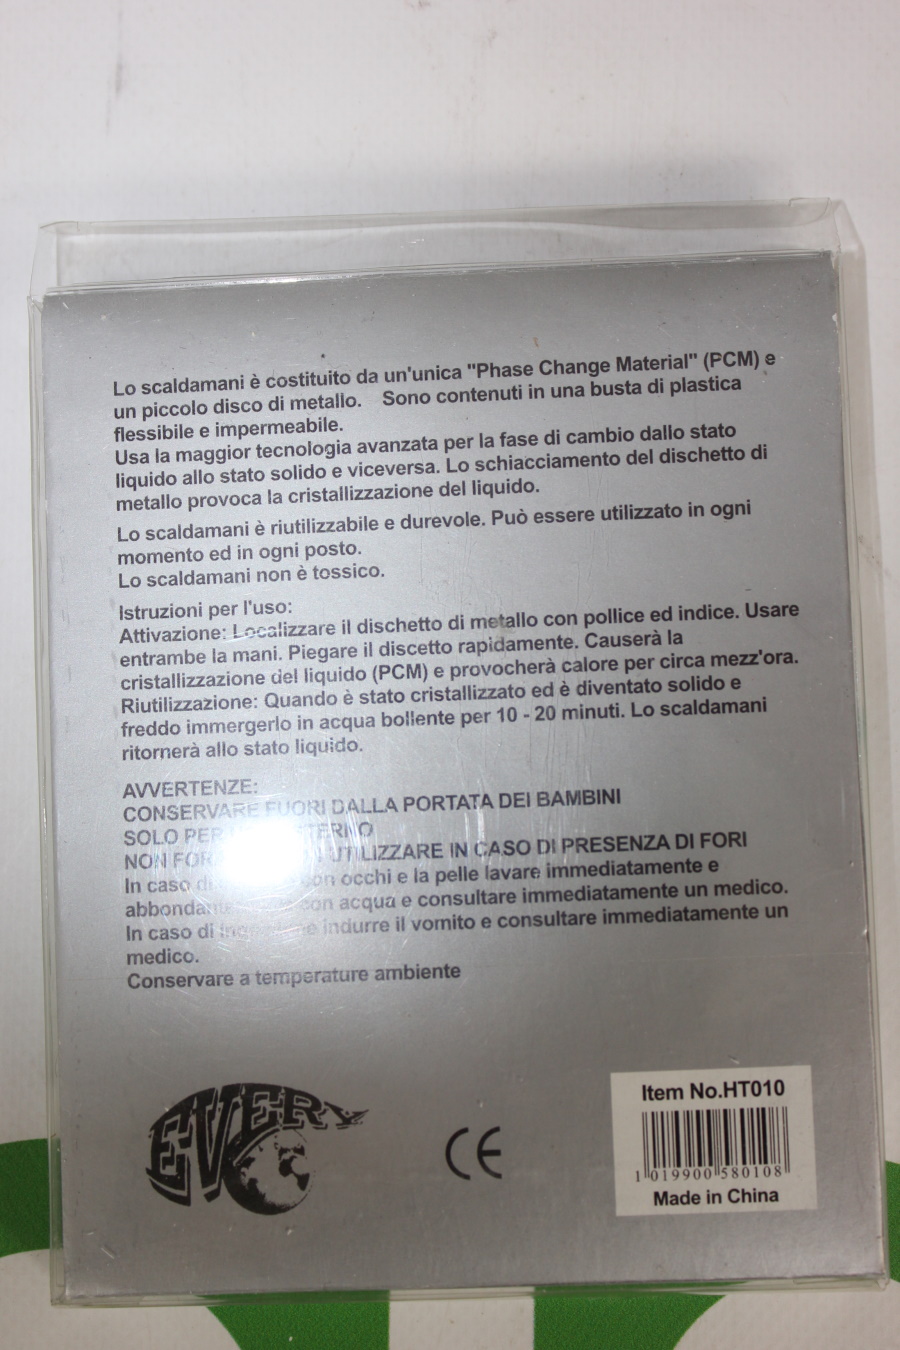 Lo scaldamani è costituito da un'unica "Phase Change Material" (PCM) e
un piccolo disco di metallo. Sono contenuti in una busta di plastica
flessibile e impermeabile.
Usa la maggior tecnologia avanzata per la fase di cambio dallo stato
liquido allo stato solido e viceversa. Lo schiacciamento del dischetto di
metallo provoca la cristallizzazione del liquido.
Lo scaldamani è riutilizzabile e durevole. Può essere utilizzato in ogni
momento ed in ogni posto.
Lo scaldamani non è tossico.
Istruzioni per l'uso:
Attivazione: Localizzare il dischetto di metallo con pollice ed indice. Usare
entrambe la mani. Piegare il discetto rapidamente. Causerà la
cristallizzazione del liquido (PCM) e provocherà calore per circa mezz'ora.
Riutilizzazione: Quando è stato cristallizzato ed è diventato solido e
freddo immergerlo in acqua bollente per 10 - 20 minuti. Lo scaldamani
ritornerà allo stato liquido.
AVVERTENZE:
CONSERVARE FUORI DALLA PORTATA DEI BAMBINI
SOLO PER
NON UTILIZZARE IN CASO DI PRESENZA DI FORI
In caso di con occhi e la pelle lavare immediatamente e
con acqua e consultare immediatamente un medico.
In caso di indurre il vomito e consultare immediatamente un
medico.
Conservare a temperature ambiente
EVERY
CE
Item No.HT010
1 019900 580108
Made in China